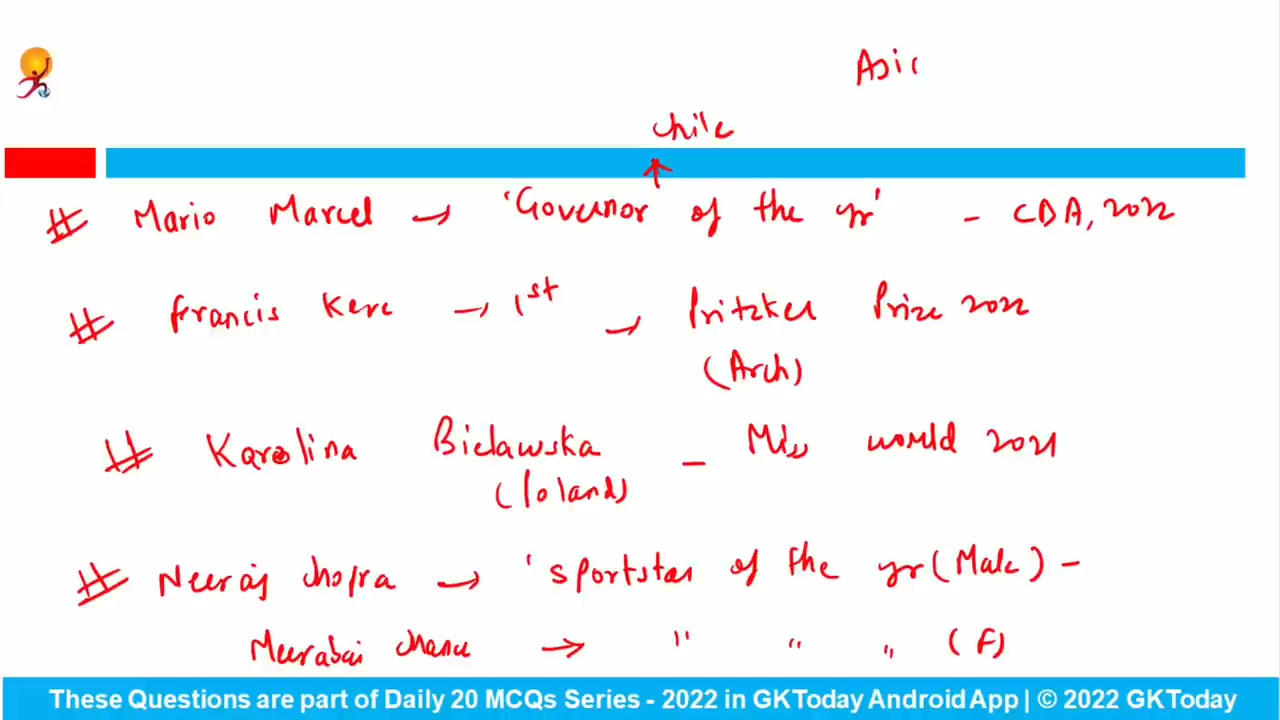 Asia
Chile
# Mario Marcel → 'Governor of the yr' - CBA, 2022
# Francis Kere → 1st → Pritzker Prize 2022
(Arch)
# Karolina Bielawska - Miss World 2021
(Poland)
# Neeraj Chopra → 'Sportstar of the yr (Male) -
Meerabai Chanu → " " " (F)
These Questions are part of Daily 20 MCQs Series - 2022 in GKToday Android App | © 2022 GKToday